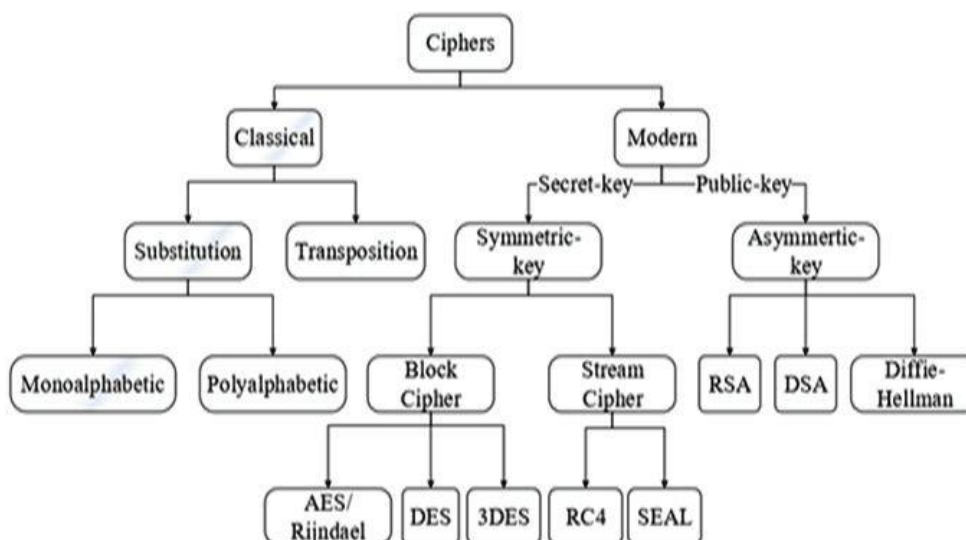 Ciphers
Classical
Modern
Secret-key
Public-key
Substitution
Transposition
Symmetric-
key
Asymmertic-
key
Monoalphabetic
Polyalphabetic
Block
Cipher
Stream
Cipher
RSA
DSA
Diffie-
Hellman
AES/
Rijndael
DES
3DES
RC4
SEAL